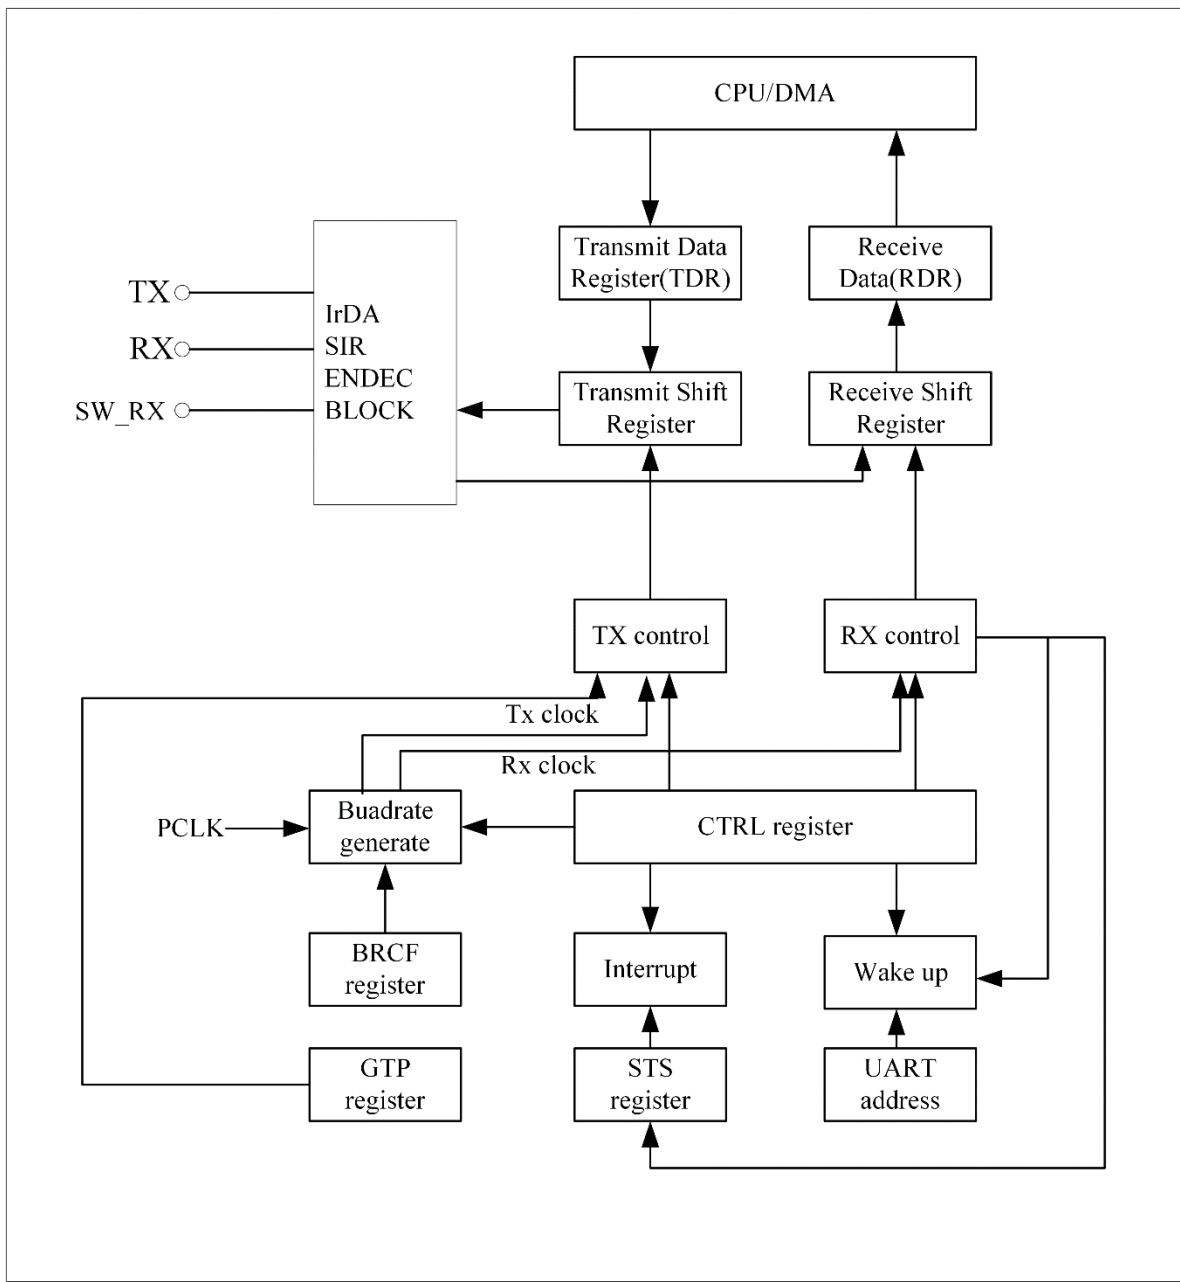 CPU/DMA
Transmit Data
Register(TDR)
Receive
Data(RDR)
TX
RX
SW_RX
IrDA
SIR
ENDEC
BLOCK
Transmit Shift
Register
Receive Shift
Register
TX control
RX control
Tx clock
Rx clock
PCLK
Buadrate
generate
CTRL register
BRCF
register
Interrupt
Wake up
GTP
register
STS
register
UART
address